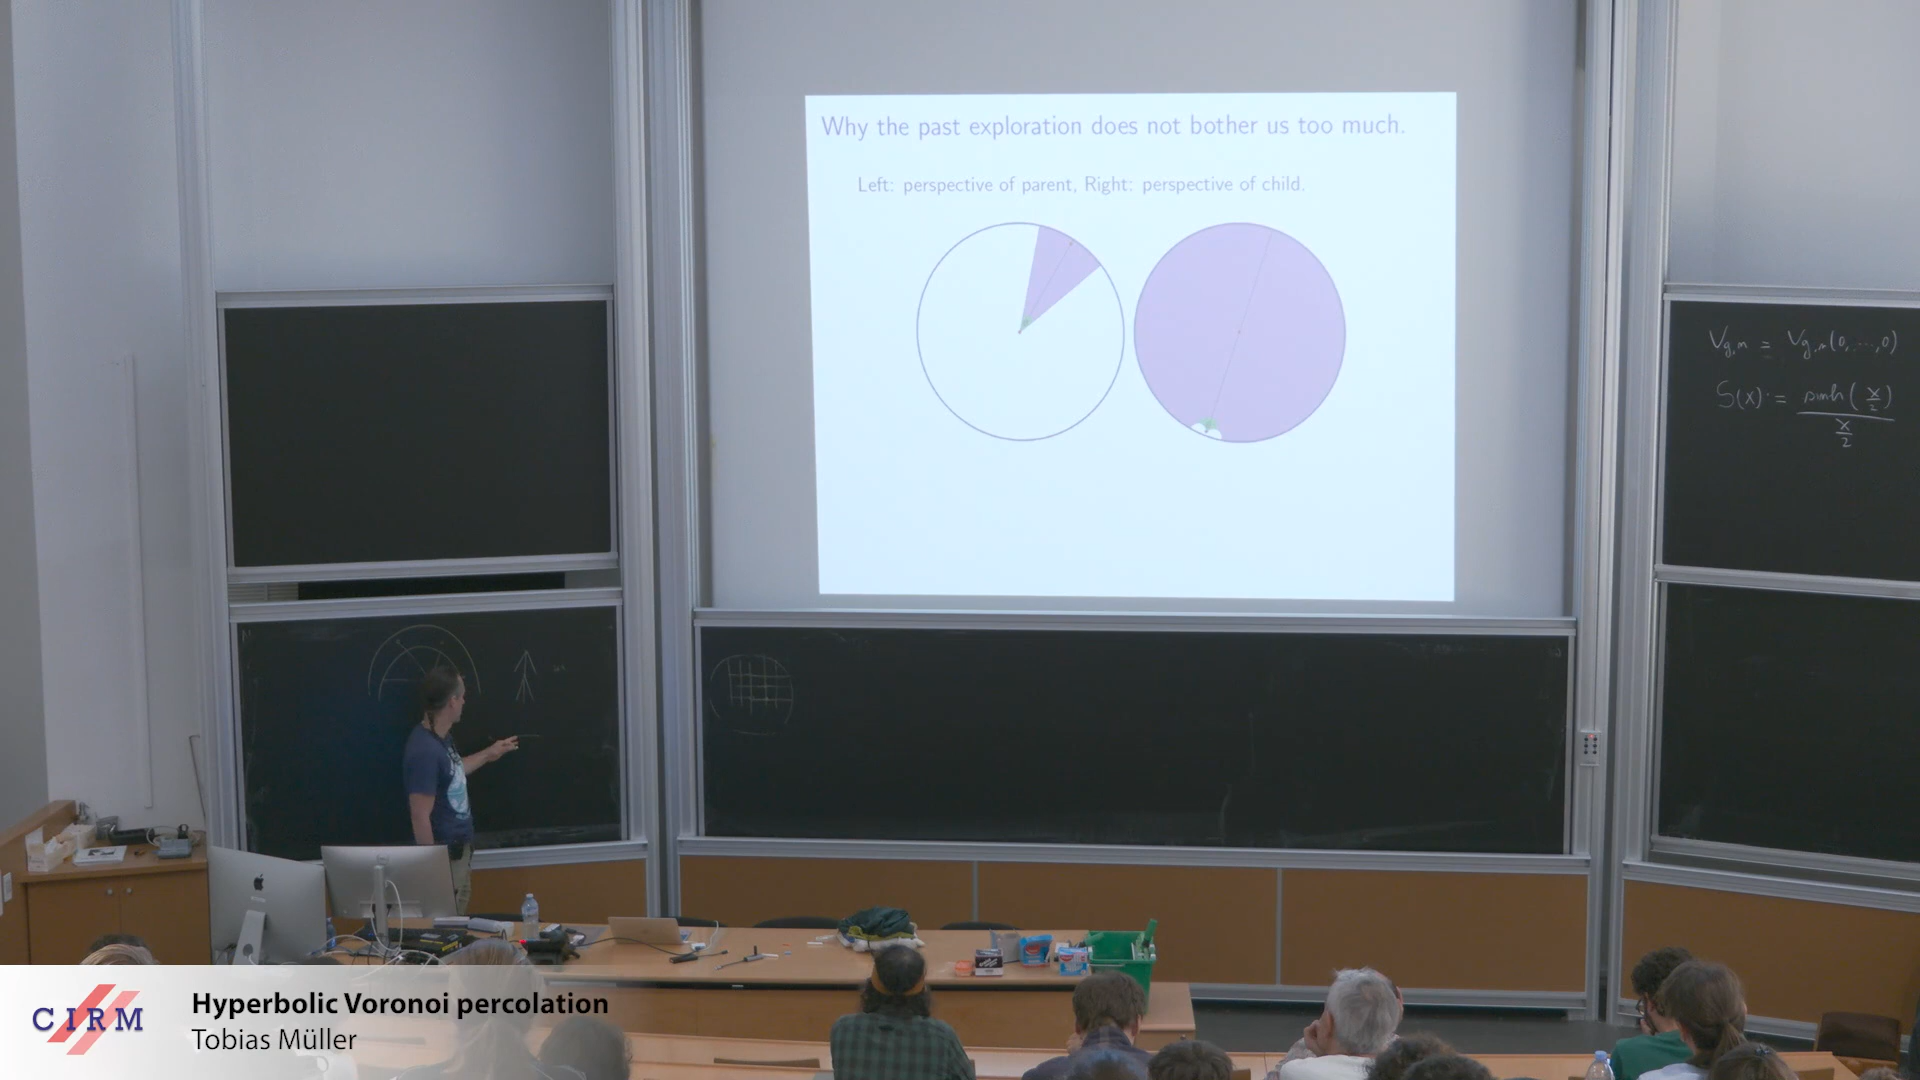 Why the past exploration does not bother us too much.
Left: perspective of parent, Right: perspective of child.
V_{g,n} = V_{g,n}(0, ..., 0)
S(x) := sinh(x/2) / x/2
CIRM
Hyperbolic Voronoi percolation
Tobias Müller